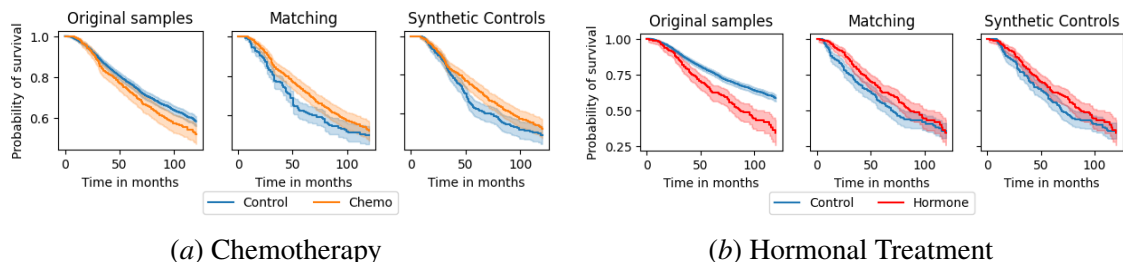 Original samples Matching Synthetic Controls
Probability of survival
1.0
0.8
0.6
0 50 100 0 50 100 0 50 100
Time in months Time in months Time in months
Control Chemo
(a) Chemotherapy
Original samples Matching Synthetic Controls
Probability of survival
1.00
0.75
0.50
0.25
0 50 100 0 50 100 0 50 100
Time in months Time in months Time in months
Control Hormone
(b) Hormonal Treatment